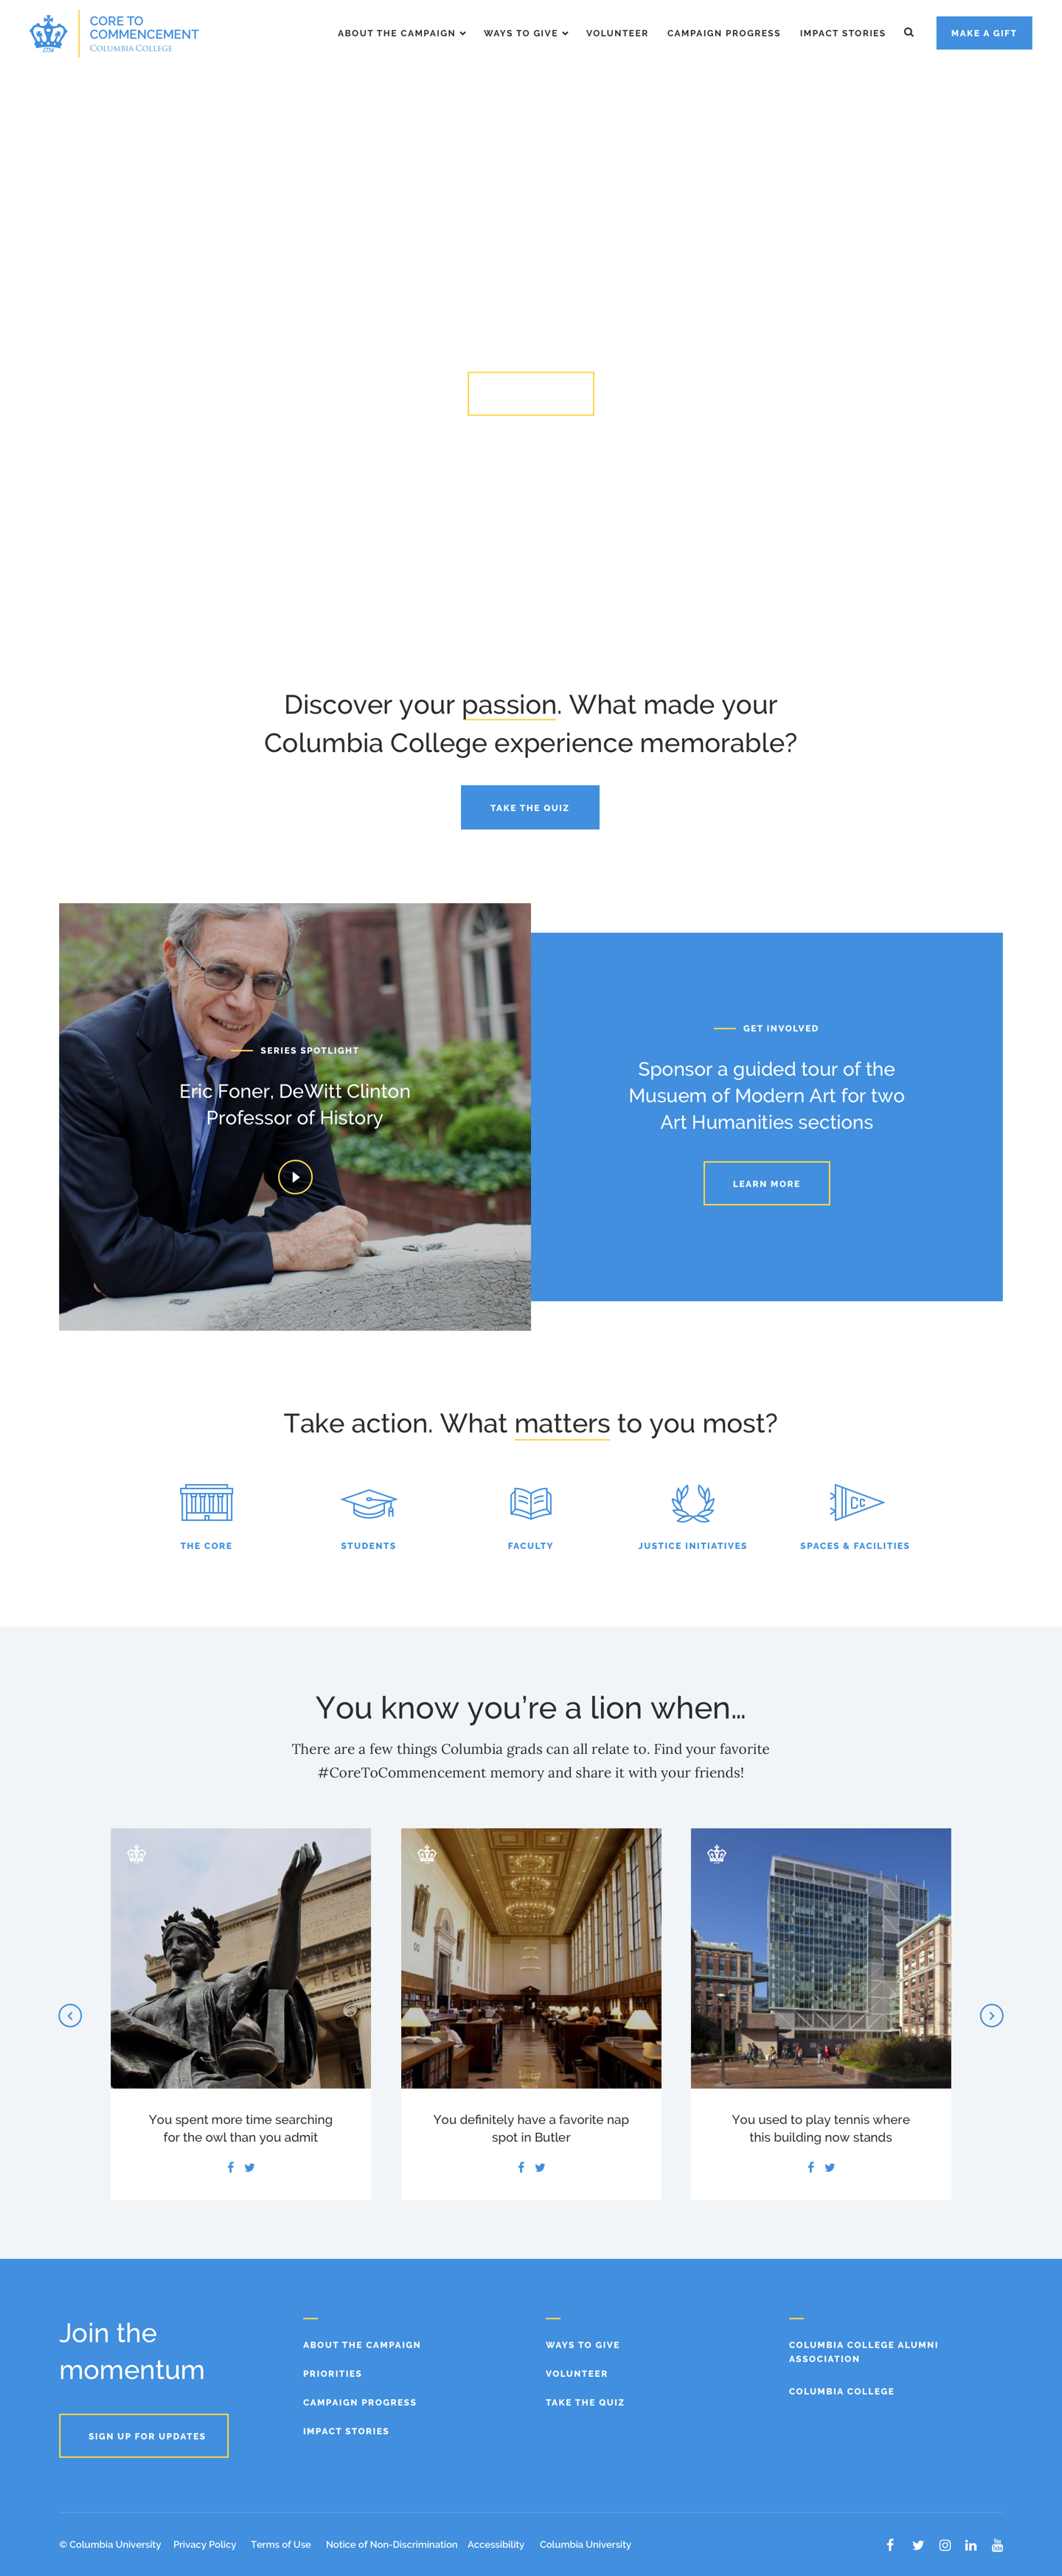 CORE TO
COMMENCEMENT
COLUMBIA COLLEGE
1754
ABOUT THE CAMPAIGN
WAYS TO GIVE
VOLUNTEER
CAMPAIGN PROGRESS
IMPACT STORIES
MAKE A GIFT
Discover your passion. What made your
Columbia College experience memorable?
TAKE THE QUIZ
SERIES SPOTLIGHT
Eric Foner, DeWitt Clinton
Professor of History
GET INVOLVED
Sponsor a guided tour of the
Musuem of Modern Art for two
Art Humanities sections
LEARN MORE
Take action. What matters to you most?
Cc
THE CORE
STUDENTS
FACULTY
JUSTICE INITIATIVES
SPACES & FACILITIES
You know you’re a lion when…
There are a few things Columbia grads can all relate to. Find your favorite
#CoreToCommencement memory and share it with your friends!
THE LIB
You spent more time searching
for the owl than you admit
You definitely have a favorite nap
spot in Butler
You used to play tennis where
this building now stands
Join the
momentum
SIGN UP FOR UPDATES
ABOUT THE CAMPAIGN
PRIORITIES
CAMPAIGN PROGRESS
IMPACT STORIES
WAYS TO GIVE
VOLUNTEER
TAKE THE QUIZ
COLUMBIA COLLEGE ALUMNI
ASSOCIATION
COLUMBIA COLLEGE
© Columbia University Privacy Policy Terms of Use Notice of Non-Discrimination Accessibility Columbia University